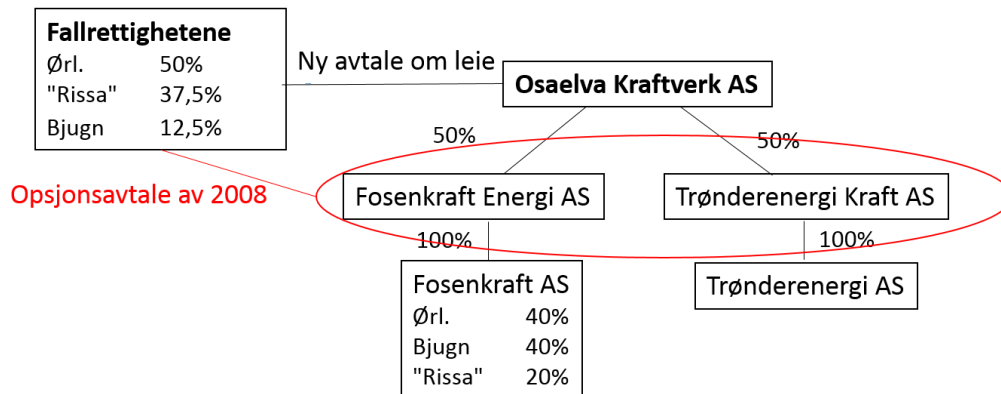 Fallrettighetene
Ørl. 50%
"Rissa" 37,5%
Bjugn 12,5%
Ny avtale om leie
Osaelva Kraftverk AS
50%
50%
Opsjonsavtale av 2008
Fosenkraft Energi AS
Trønderenergi Kraft AS
100%
100%
Fosenkraft AS
Ørl. 40%
Bjugn 40%
"Rissa" 20%
Trønderenergi AS